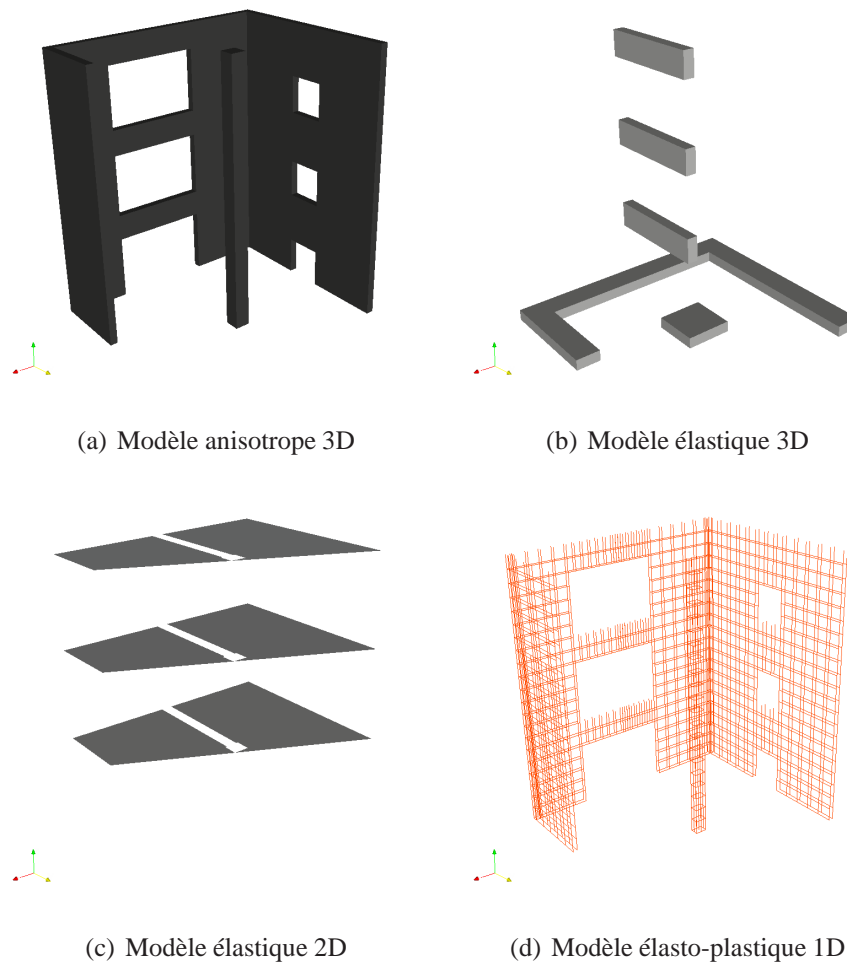 (a) Modèle anisotrope 3D
(b) Modèle élastique 3D
(c) Modèle élastique 2D
(d) Modèle élasto-plastique 1D